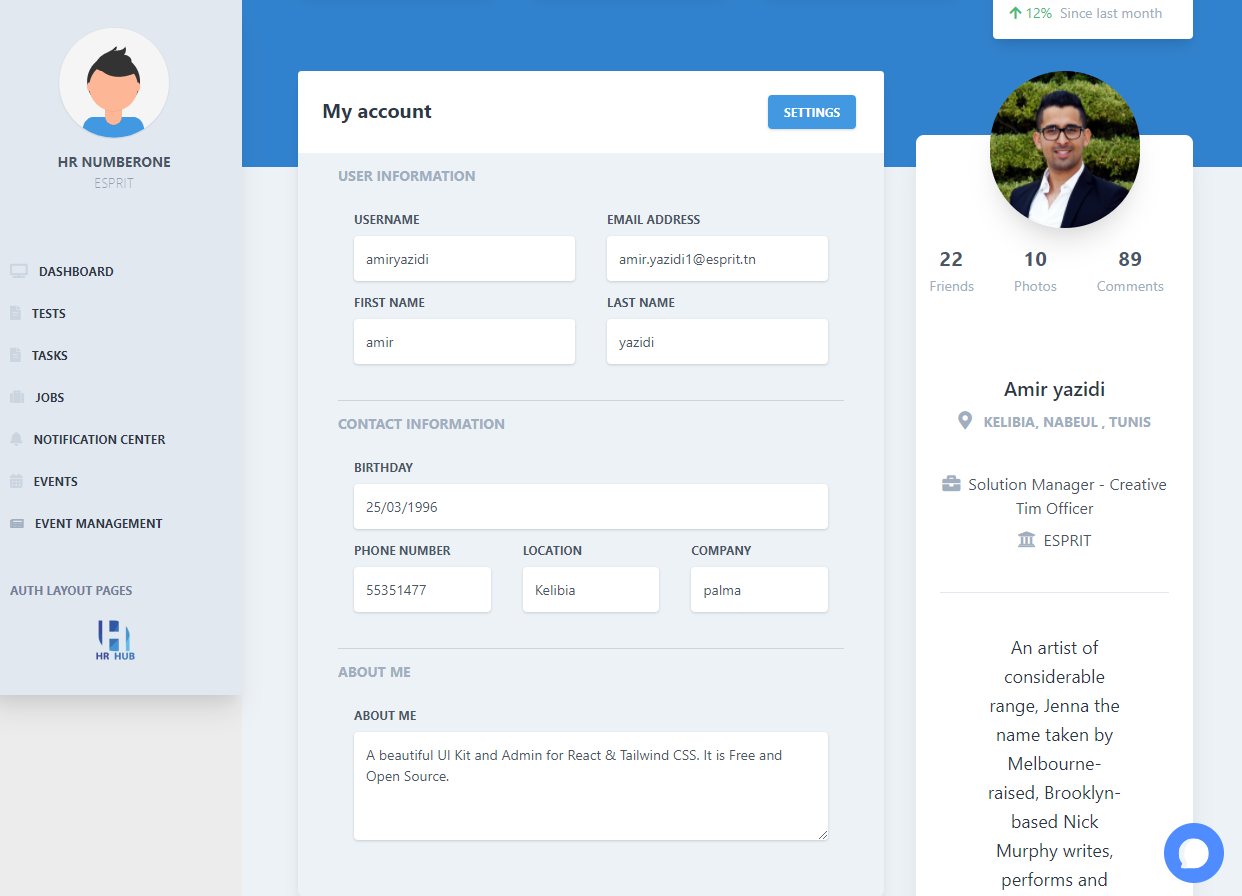 HR NUMBERONE
ESPRIT
DASHBOARD
TESTS
TASKS
JOBS
NOTIFICATION CENTER
EVENTS
EVENT MANAGEMENT
AUTH LAYOUT PAGES
HR HUB
12% Since last month
My account
SETTINGS
USER INFORMATION
USERNAME
EMAIL ADDRESS
amiryazidi
amir.yazidi1@esprit.tn
FIRST NAME
LAST NAME
amir
yazidi
CONTACT INFORMATION
BIRTHDAY
25/03/1996
PHONE NUMBER
LOCATION
COMPANY
55351477
Kelibia
palma
ABOUT ME
ABOUT ME
A beautiful UI Kit and Admin for React & Tailwind CSS. It is Free and
Open Source.
22
10
89
Friends
Photos
Comments
Amir yazidi
KELIBIA, NABEUL , TUNIS
Solution Manager - Creative
Tim Officer
ESPRIT
An artist of
considerable
range, Jenna the
name taken by
Melbourne-
raised, Brooklyn-
based Nick
Murphy writes,
performs and